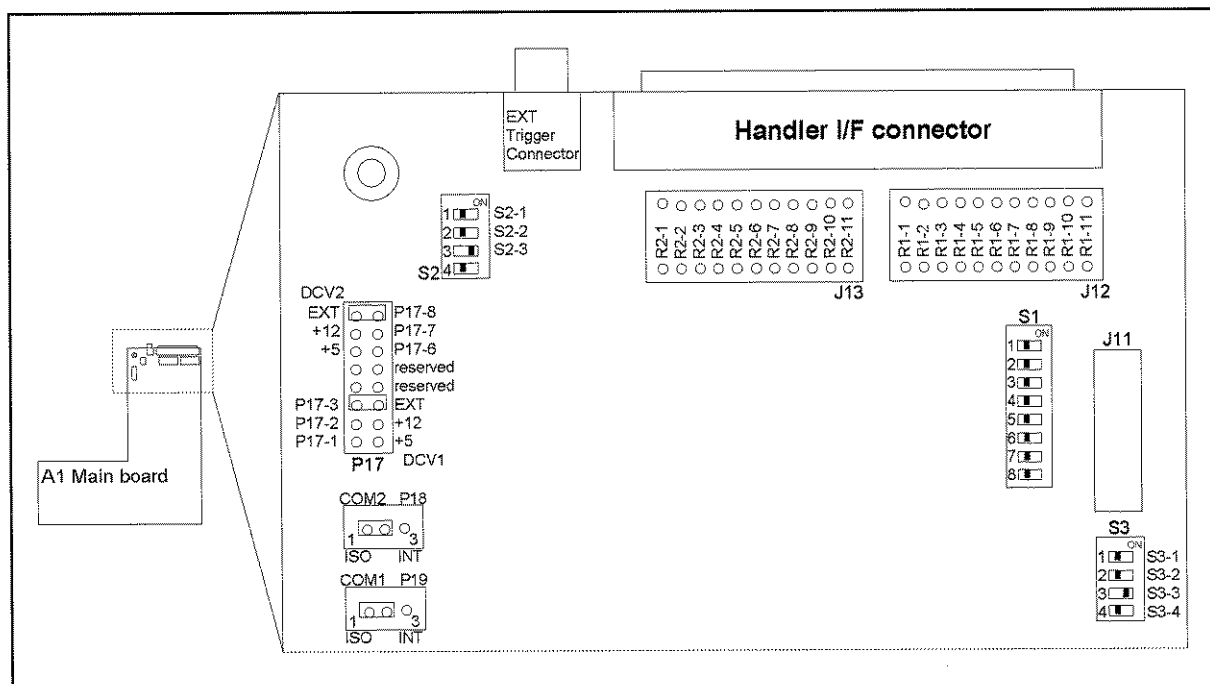 EXT
Trigger
Connector
Handler I/F connector
ON
1 S2-1
2 S2-2
3 S2-3
4
S2
R2-1 R2-2 R2-3 R2-4 R2-5 R2-6 R2-7 R2-8 R2-9 R2-10 R2-11
J13
R1-1 R1-2 R1-3 R1-4 R1-5 R1-6 R1-7 R1-8 R1-9 R1-10 R1-11
J12
DCV2
EXT P17-8
+12 P17-7
+5 P17-6
reserved
reserved
P17-3 EXT
P17-2 +12
P17-1 +5
P17 DCV1
S1
ON
1
2
3
4
5
6
7
8
J11
A1 Main board
COM2 P18
1 3
ISO INT
COM1 P19
1 3
ISO INT
S3
ON
1 S3-1
2 S3-2
3 S3-3
4 S3-4